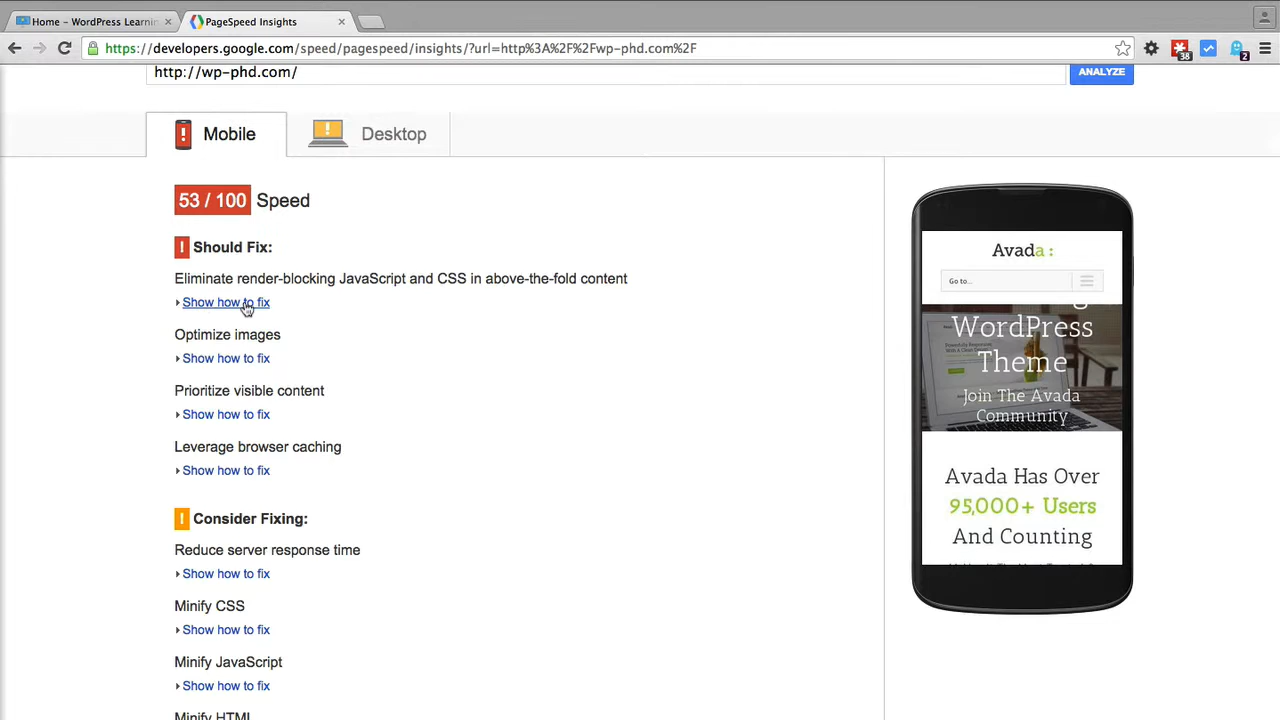 Home – WordPress Learnin
PageSpeed Insights
https://developers.google.com/speed/pagespeed/insights/?url=http%3A%2F%2Fwp-phd.com%2F
38
2
http://wp-phd.com/
ANALYZE
Mobile
Desktop
53 / 100 Speed
! Should Fix:
Eliminate render-blocking JavaScript and CSS in above-the-fold content
Show how to fix
Optimize images
Show how to fix
Prioritize visible content
Show how to fix
Leverage browser caching
Show how to fix
! Consider Fixing:
Reduce server response time
Show how to fix
Minify CSS
Show how to fix
Minify JavaScript
Show how to fix
Minify HTML
Avada :
Go to...
WordPress
Theme
Join The Avada
Community
Avada Has Over
95,000+ Users
And Counting